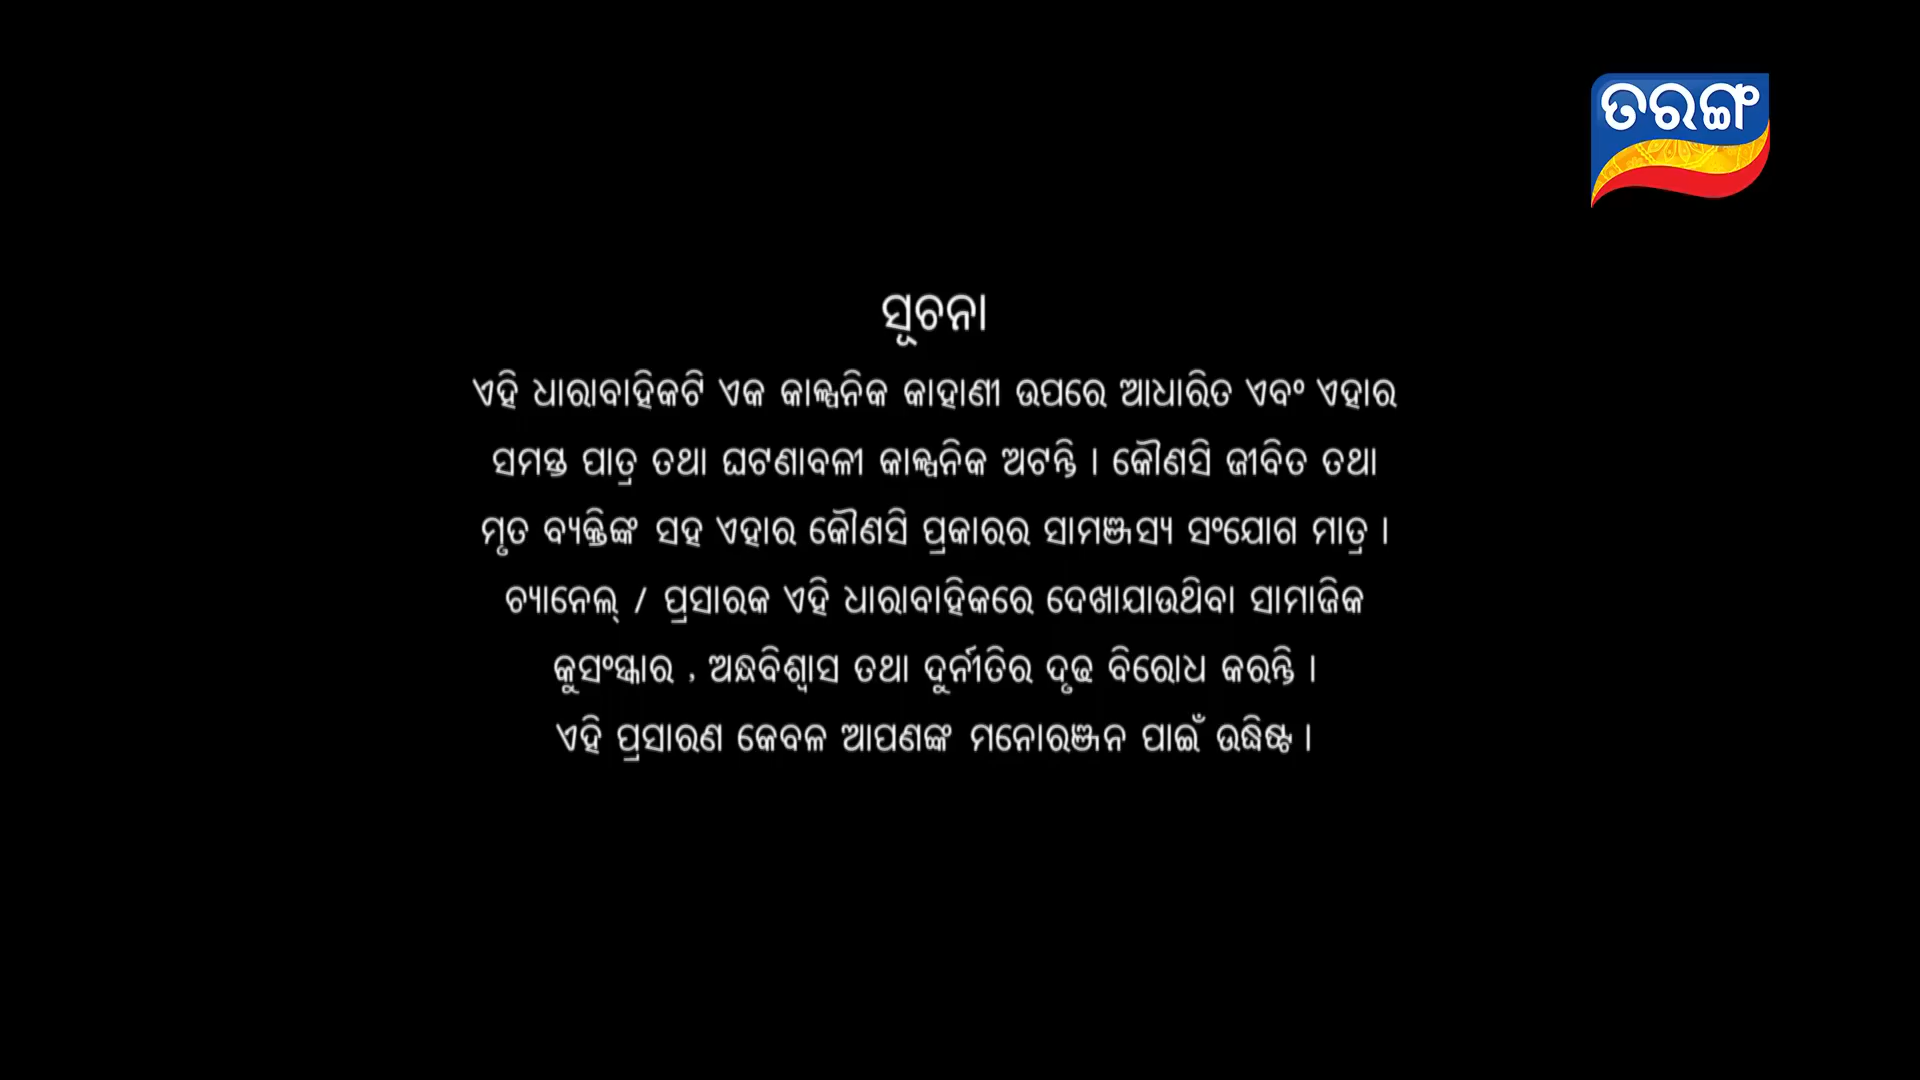 ତରଙ୍ଗ
ସୂଚନା
ଏହି ଧାରାବାହିକଟି ଏକ କାଳ୍ପନିକ କାହାଣୀ ଉପରେ ଆଧାରିତ ଏବଂ ଏହାର
ସମସ୍ତ ପାତ୍ର ତଥା ଘଟଣାବଳୀ କାଳ୍ପନିକ ଅଟନ୍ତି । କୌଣସି ଜୀବିତ ତଥା
ମୃତ ବ୍ୟକ୍ତିଙ୍କ ସହ ଏହାର କୌଣସି ପ୍ରକାରର ସାମଞ୍ଜସ୍ୟ ସଂଯୋଗ ମାତ୍ର ।
ଚ୍ୟାନେଲ୍ / ପ୍ରସାରକ ଏହି ଧାରାବାହିକରେ ଦେଖାଯାଉଥିବା ସାମାଜିକ
କୁସଂସ୍କାର , ଅନ୍ଧବିଶ୍ୱାସ ତଥା ଦୁର୍ନୀତିର ଦୃଢ ବିରୋଧ କରନ୍ତି ।
ଏହି ପ୍ରସାରଣ କେବଳ ଆପଣଙ୍କ ମନୋରଞ୍ଜନ ପାଇଁ ଉଦ୍ଧିଷ୍ଟ ।